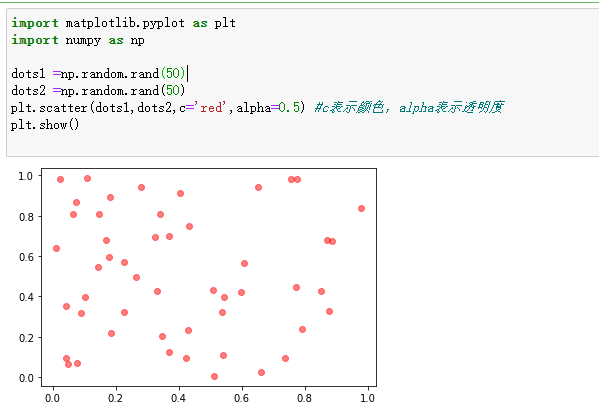 import matplotlib.pyplot as plt
import numpy as np
dots1 =np.random.rand(50)
dots2 =np.random.rand(50)
plt.scatter(dots1,dots2,c='red',alpha=0.5) #c表示颜色，alpha表示透明度
plt.show()
1.0
0.8
0.6
0.4
0.2
0.0
0.0 0.2 0.4 0.6 0.8 1.0